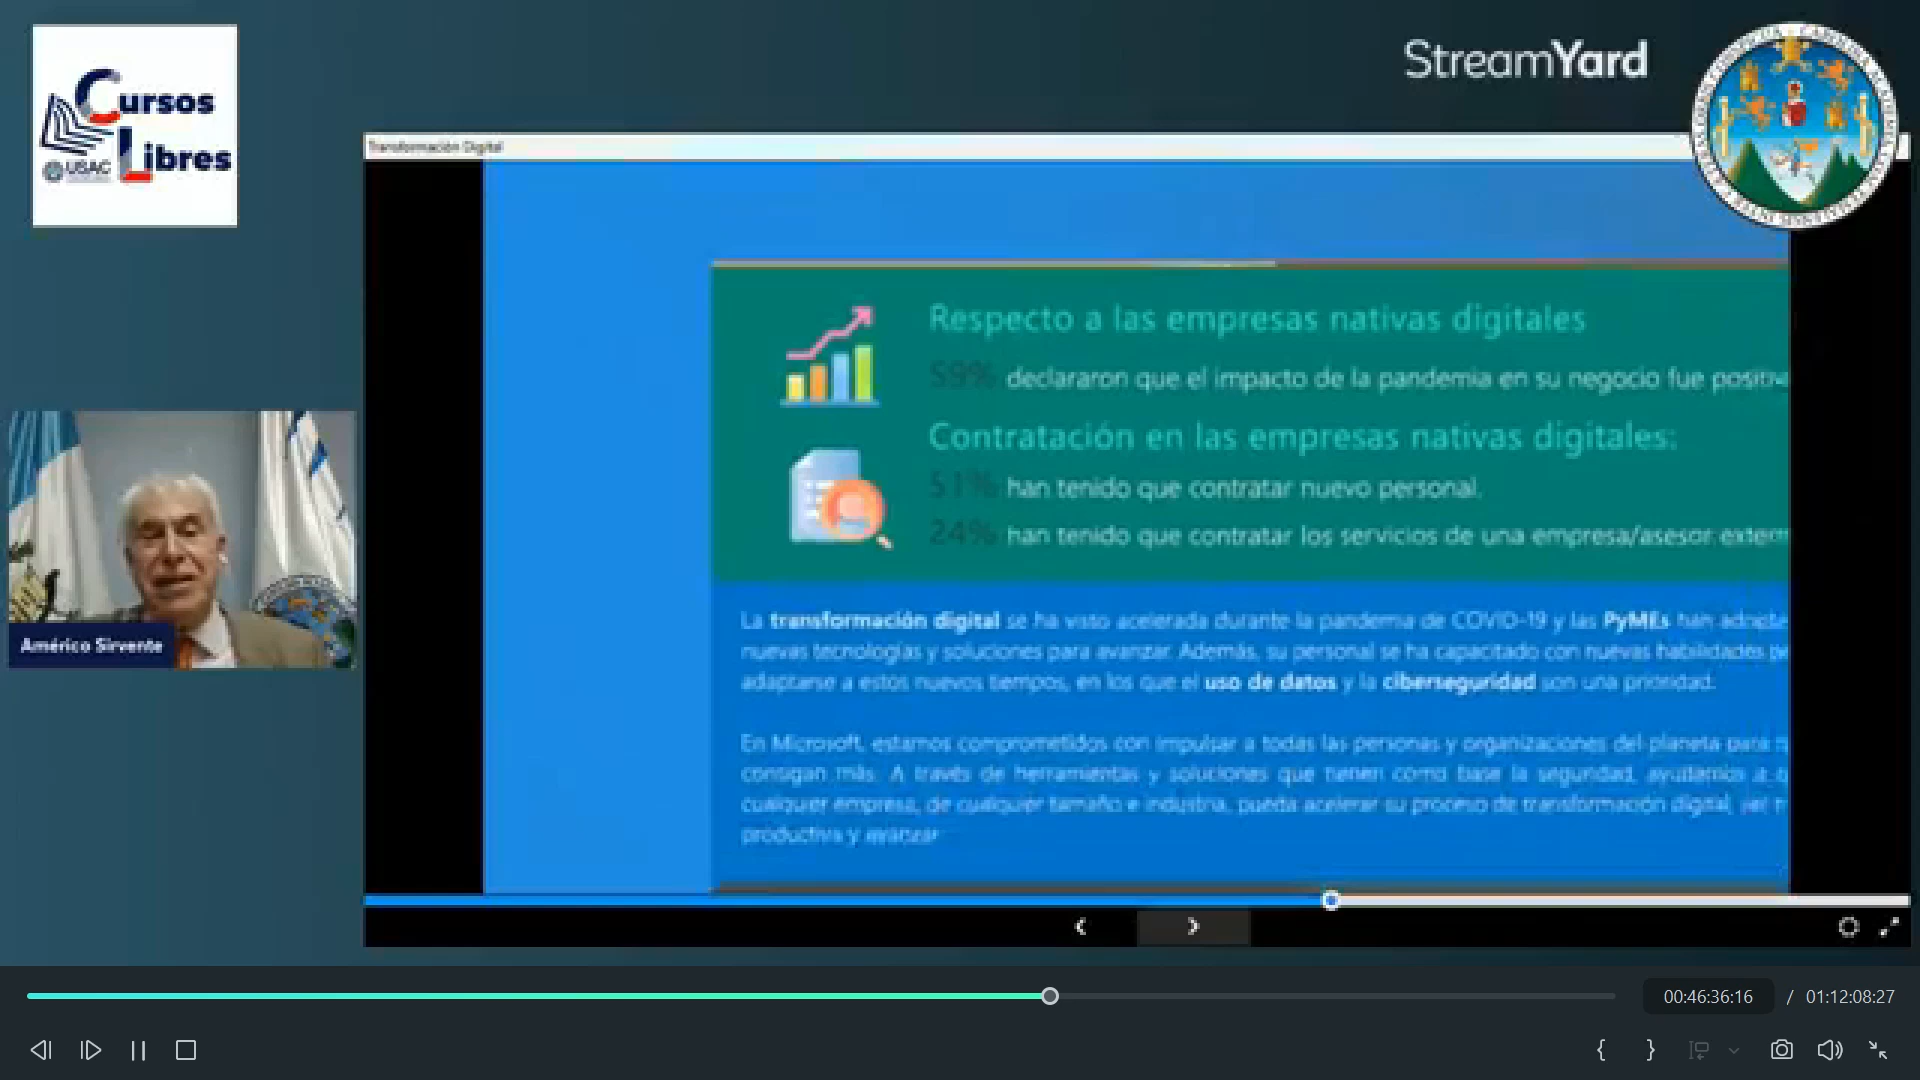 Cursos
Libres
USAC
StreamYard
Transformación Digital
Respecto a las empresas nativas digitales
59% declararon que el impacto de la pandemia en su negocio fue positiv
Contratación en las empresas nativas digitales:
51% han tenido que contratar nuevo personal.
24% han tenido que contratar los servicios de una empresa/asesor extern
La transformación digital se ha visto acelerada durante la pandemia de COVID-19 y las PyMEs han
nuevas tecnologías y soluciones para avanzar. Además, su personal se ha capacitado con nuevas habilidades
adaptarse a estos nuevos tiempos, en los que el uso de datos y la ciberseguridad son una prioridad.
En Microsoft, estamos comprometidos con impulsar a todas las personas y organizaciones del planeta para
consigan más. A través de herramientas y soluciones que tienen como base la seguridad, ayudamos a
cualquier empresa, de cualquier tamaño e industria, pueda acelerar su proceso de transformación digital, ser
productiva y avanzar
Américo Sirvente
00:46:36:16 / 01:12:08:27